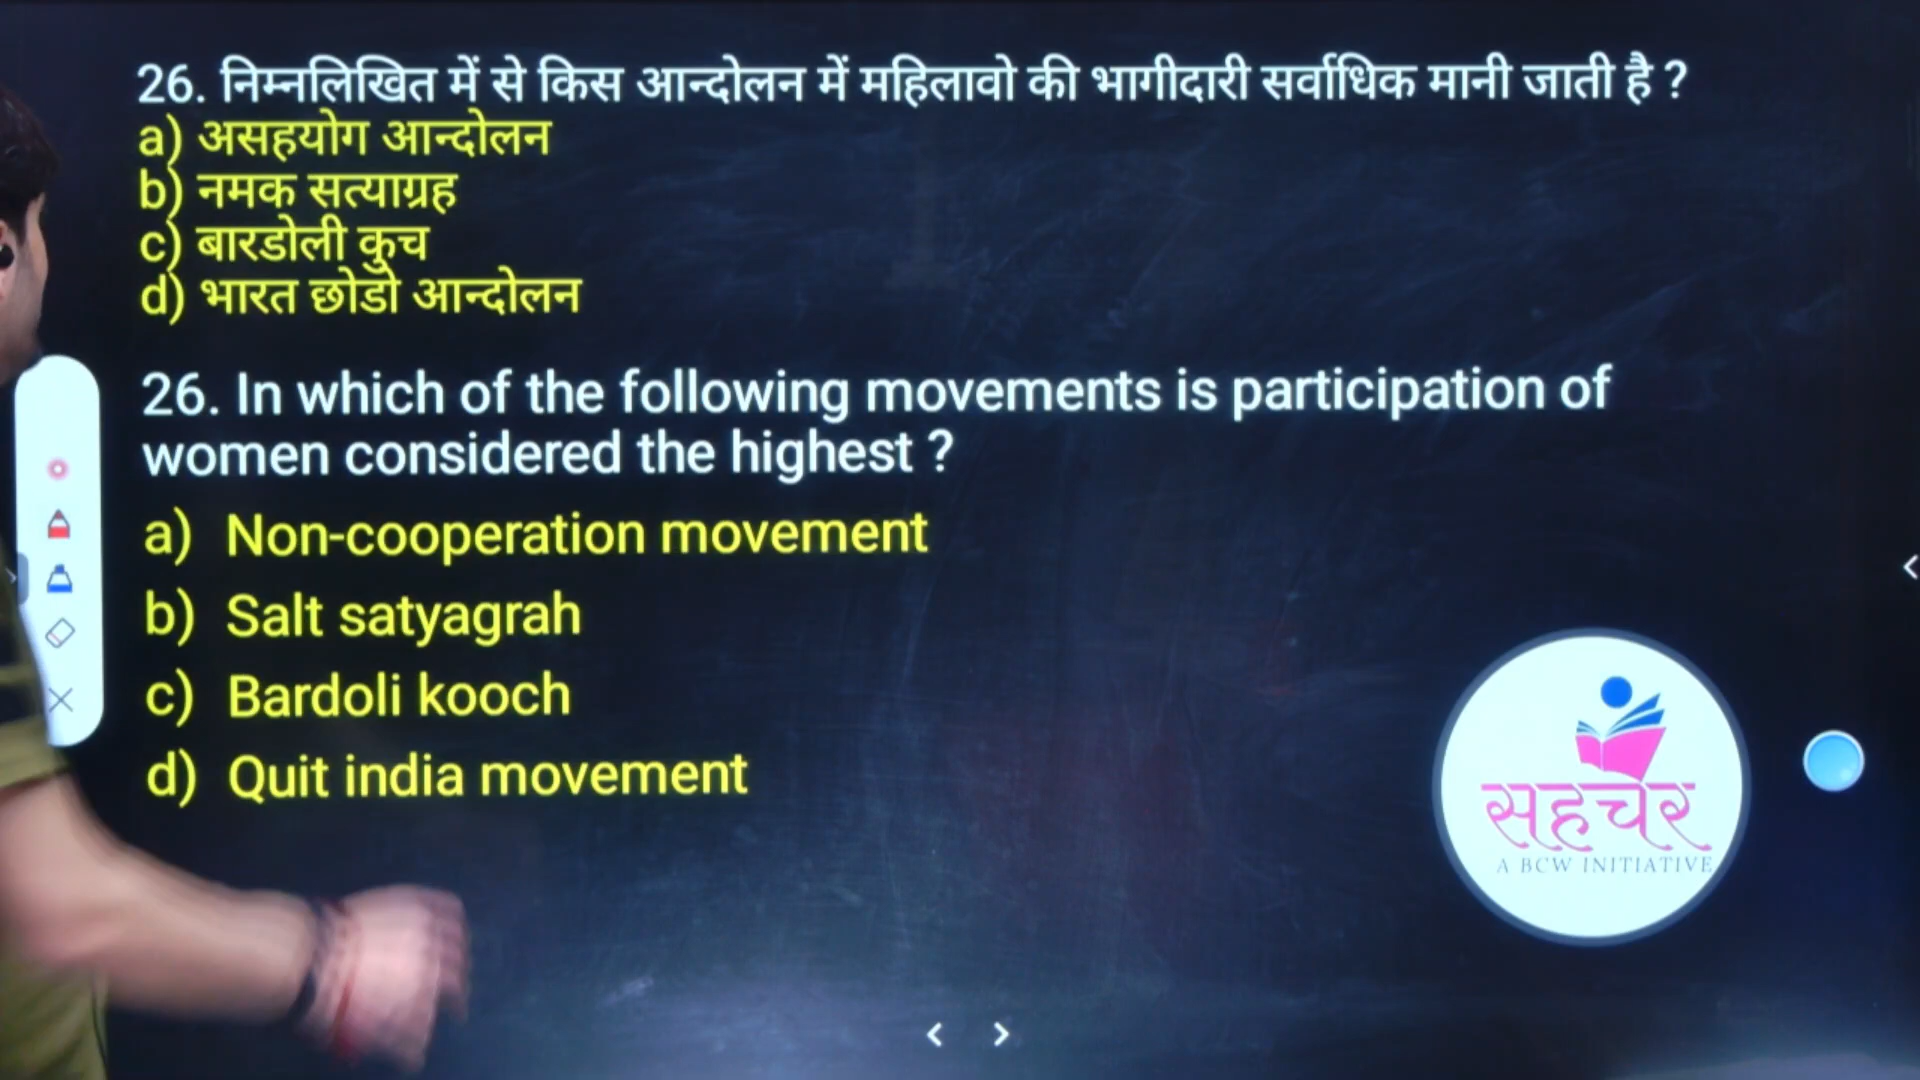 26. निम्नलिखित में से किस आन्दोलन में महिलावो की भागीदारी सर्वाधिक मानी जाती है ?
a) असहयोग आन्दोलन
b) नमक सत्याग्रह
c) बारडोली कुच
d) भारत छोडो आन्दोलन
26. In which of the following movements is participation of
women considered the highest ?
a) Non-cooperation movement
b) Salt satyagrah
c) Bardoli kooch
d) Quit india movement
सहचर
A BCW INITIATIVE